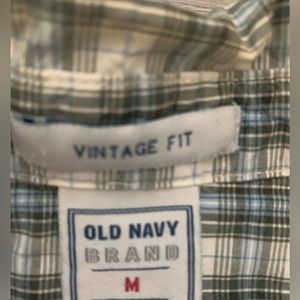 VINTAGE FIT
OLD NAVY
BRAND
M